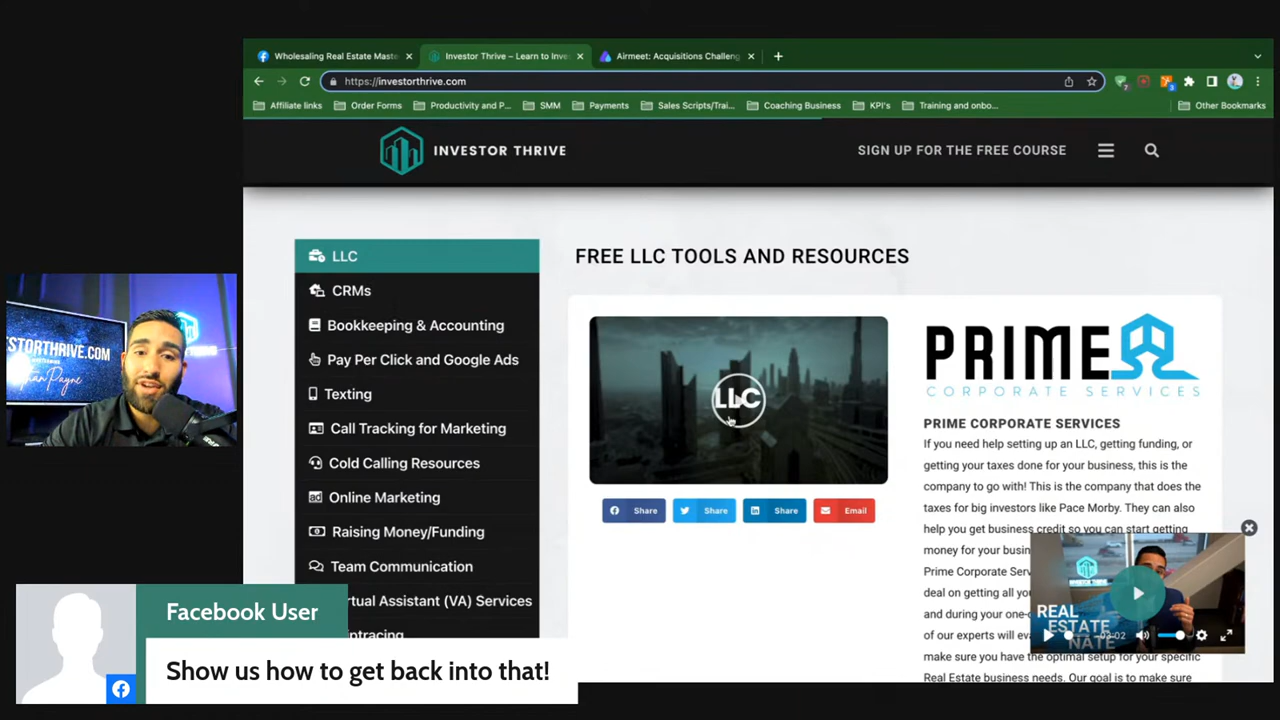 Wholesaling Real Estate Maste
Investor Thrive – Learn to Inve
Airmeet: Acquisitions Challeng
https://investorthrive.com
Affiliate links
Order Forms
Productivity and P...
SMM
Payments
Sales Scripts/Trai...
Coaching Business
KPI's
Training and onbo...
Other Bookmarks
INVESTOR THRIVE
SIGN UP FOR THE FREE COURSE
LLC
CRMs
Bookkeeping & Accounting
Pay Per Click and Google Ads
Texting
Call Tracking for Marketing
Cold Calling Resources
Online Marketing
Raising Money/Funding
Team Communication
rtual Assistant (VA) Services
iptracing
FREE LLC TOOLS AND RESOURCES
LLC
Share
Share
Share
Email
PRIME
CORPORATE SERVICES
PRIME CORPORATE SERVICES
If you need help setting up an LLC, getting funding, or
getting your taxes done for your business, this is the
company to go with! This is the company that does the
taxes for big investors like Pace Morby. They can also
help you get business credit so you can start getting
money for your busin
Prime Corporate Serv
deal on getting all yo
and during your one-o
of our experts will eva
make sure you have the optimal setup for your specific
Real Estate business needs. Our goal is to make sure
REAL
ESTATE
NATE
03:02
ESTORTHRIVE.COM
Payne
Facebook User
Show us how to get back into that!